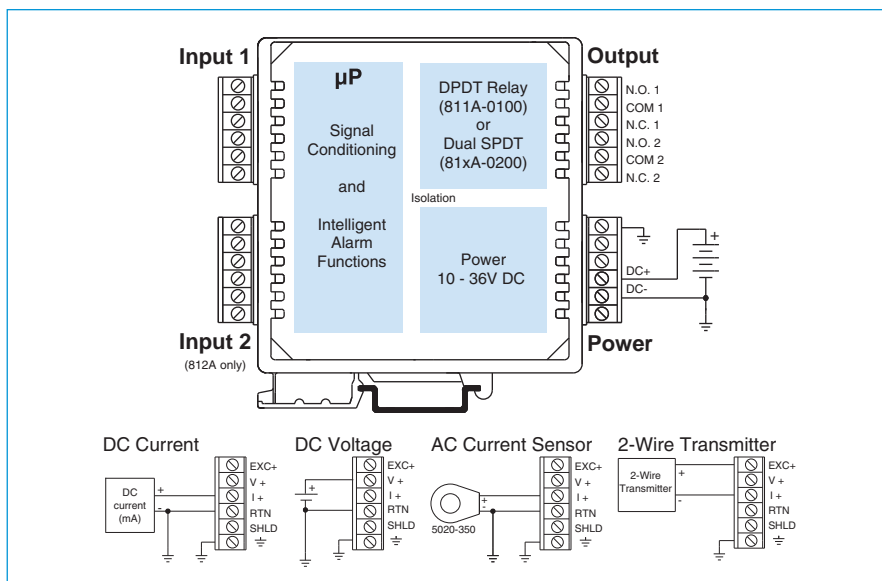 Input 1
Output
µP
Signal
Conditioning
and
Intelligent
Alarm
Functions
DPDT Relay
(811A-0100)
or
Dual SPDT
(81xA-0200)
N.O. 1
COM 1
N.C. 1
N.O. 2
COM 2
N.C. 2
Isolation
Power
10 - 36V DC
+
DC+
DC-
Input 2
(812A only)
Power
DC Current
DC
current
(mA)
+
-
EXC+
V +
I +
RTN
SHLD
DC Voltage
+
EXC+
V +
I +
RTN
SHLD
AC Current Sensor
+
-
5020-350
EXC+
V +
I +
RTN
SHLD
2-Wire Transmitter
2-Wire
Transmitter
+
-
EXC+
V +
I +
RTN
SHLD